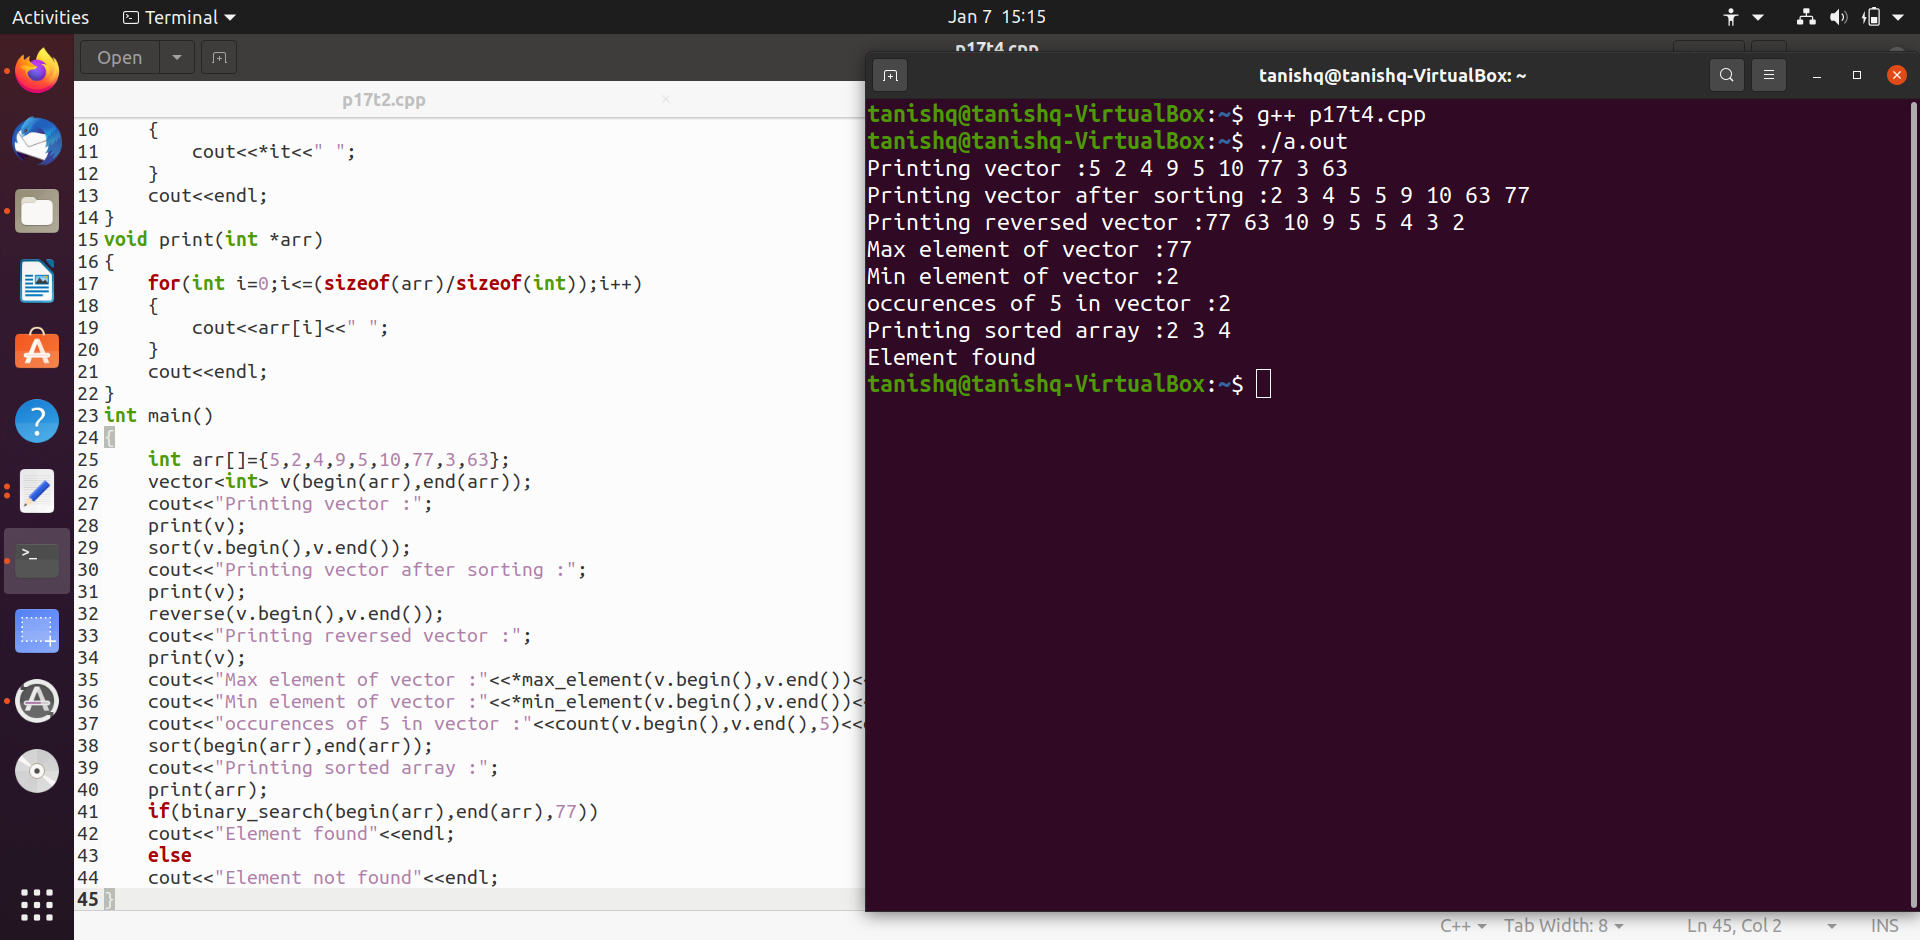 Activities
Terminal
Jan 7 15:15
Open
p17t4.cpp
p17t2.cpp
10 {
11 cout<<*it<<" ";
12 }
13 cout<<endl;
14 }
15 void print(int *arr)
16 {
17 for(int i=0;i<=(sizeof(arr)/sizeof(int));i++)
18 {
19 cout<<arr[i]<<" ";
20 }
21 cout<<endl;
22 }
23 int main()
24 {
25 int arr[]={5,2,4,9,5,10,77,3,63};
26 vector<int> v(begin(arr),end(arr));
27 cout<<"Printing vector :";
28 print(v);
29 sort(v.begin(),v.end());
30 cout<<"Printing vector after sorting :";
31 print(v);
32 reverse(v.begin(),v.end());
33 cout<<"Printing reversed vector :";
34 print(v);
35 cout<<"Max element of vector :"<<*max_element(v.begin(),v.end())<<
36 cout<<"Min element of vector :"<<*min_element(v.begin(),v.end())<<
37 cout<<"occurences of 5 in vector :"<<count(v.begin(),v.end(),5)<<
38 sort(begin(arr),end(arr));
39 cout<<"Printing sorted array :";
40 print(arr);
41 if(binary_search(begin(arr),end(arr),77))
42 cout<<"Element found"<<endl;
43 else
44 cout<<"Element not found"<<endl;
45 }
tanishq@tanishq-VirtualBox: ~
tanishq@tanishq-VirtualBox:~$ g++ p17t4.cpp
tanishq@tanishq-VirtualBox:~$ ./a.out
Printing vector :5 2 4 9 5 10 77 3 63
Printing vector after sorting :2 3 4 5 5 9 10 63 77
Printing reversed vector :77 63 10 9 5 5 4 3 2
Max element of vector :77
Min element of vector :2
occurences of 5 in vector :2
Printing sorted array :2 3 4
Element found
tanishq@tanishq-VirtualBox:~$
C++
Tab Width: 8
Ln 45, Col 2
INS